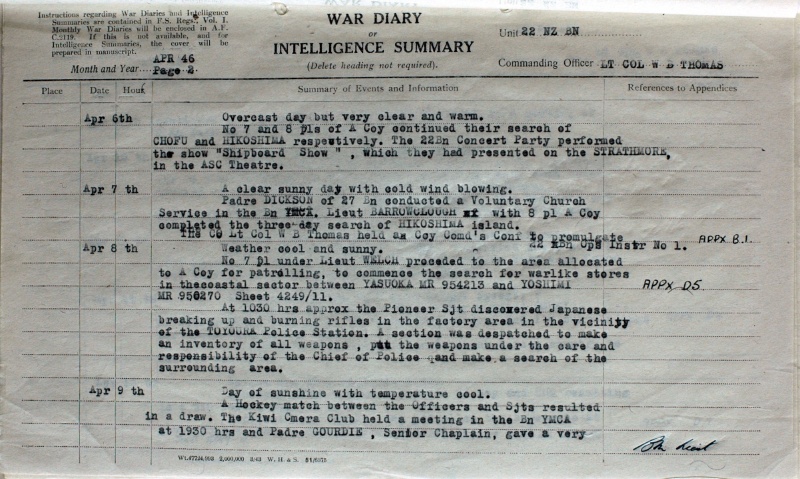 Instructions regarding War Diaries and Intelligence
Summaries are contained in F.S. Regs., Vol. I.
Monthly War Diaries will be enclosed in A.F.
C.2119. If this is not available, and for
Intelligence Summaries, the cover will be
prepared in manuscript.
Month and Year APR 46
Page 2
WAR DIARY
or
INTELLIGENCE SUMMARY
(Delete heading not required).
Unit 22 NZ BN
Commanding Officer LT COL W B THOMAS
Place Date Hour Summary of Events and Information References to Appendices
Apr 6th Overcast day but very clear and warm.
No 7 and 8 pls of A Coy continued their search of
CHOFU and HIKOSHIMA respectively. The 22Bn Concert Party performed
the show "Shipboard Show" , which they had presented on the STRATHMORE,
in the ASC Theatre.
Apr 7 th A clear sunny day with cold wind blowing.
Padre DICKSON of 27 Bn conducted a Voluntary Church
Service in the Bn YMCA. Lieut BARROWCLOUGH with 8 pl A Coy
completed the three day search of HIKOSHIMA island.
The CO Lt Col W B Thomas held an Coy Comd's Conf to promulgate
22 NZBn Ops Instr No 1. APPX B.1.
Apr 8 th Weather cool and sunny.
No 7 pl under Lieut WELCH proceded to the area allocated
to A Coy for patrolling, to commence the search for warlike stores
in thecoastal sector between YASUOKA MR 954213 and YOSHIMI APPX D5.
MR 950270 Sheet 4249/11.
At 1030 hrs approx the Pioneer Sjt discovered Japanese
breaking up and burning rifles in the factory area in the vicinity
of the TOYOURA Police Station. A section was despatched to make
an inventory of all weapons , put the weapons under the care and
responsibility of the Chief of Police and make a search of the
surrounding area.
Apr 9 th Day of sunshine with temperature cool.
A Hockey match between the Officers and Sjts resulted
in a draw. The Kiwi Cmera Club held a meeting in the Bn YMCA
at 1930 hrs and Padre GOURDIE , Senior Chaplain, gave a very
2,000,000 W. H. & S.